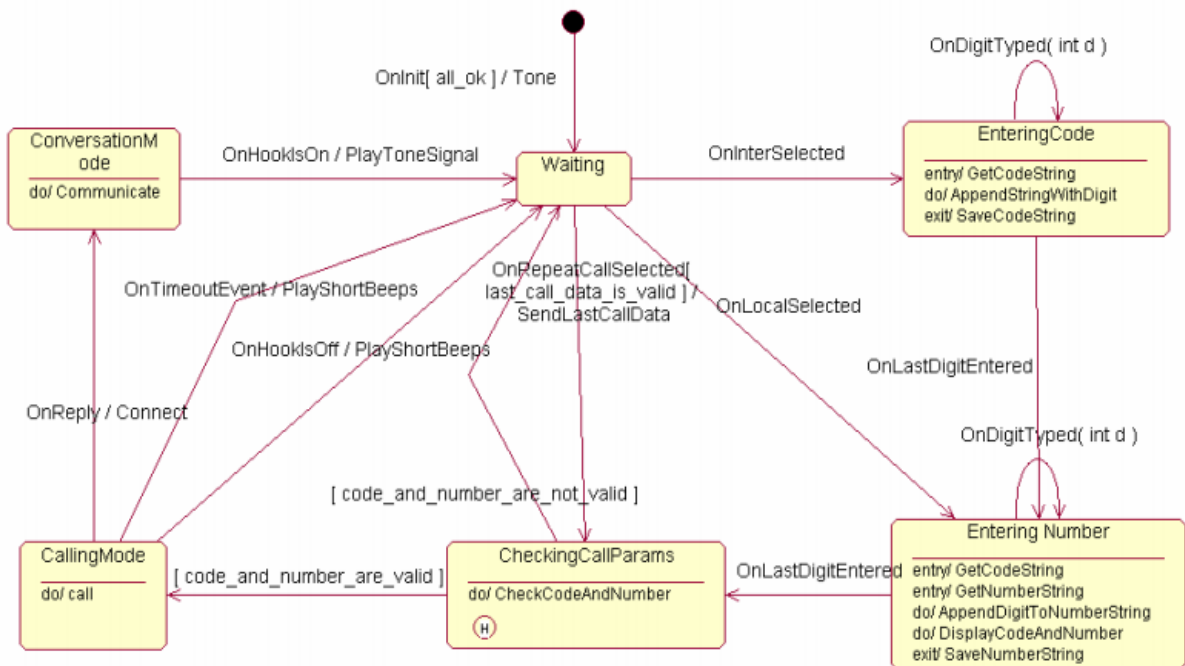 OnDigitTyped( int d )
OnInit[ all_ok ] / Tone
ConversationM
ode
do/ Communicate
OnHookIsOn / PlayToneSignal
Waiting
OnInterSelected
EnteringCode
entry/ GetCodeString
do/ AppendStringWithDigit
exit/ SaveCodeString
OnTimeoutEvent / PlayShortBeeps
OnRepeatCallSelected[
last_call_data_is_valid ] /
SendLastCallData
OnLocalSelected
OnHookIsOff / PlayShortBeeps
OnLastDigitEntered
OnReply / Connect
OnDigitTyped( int d )
[ code_and_number_are_not_valid ]
CallingMode
do/ call
[ code_and_number_are_valid ]
CheckingCallParams
do/ CheckCodeAndNumber
H
OnLastDigitEntered
Entering Number
entry/ GetCodeString
entry/ GetNumberString
do/ AppendDigitToNumberString
do/ DisplayCodeAndNumber
exit/ SaveNumberString